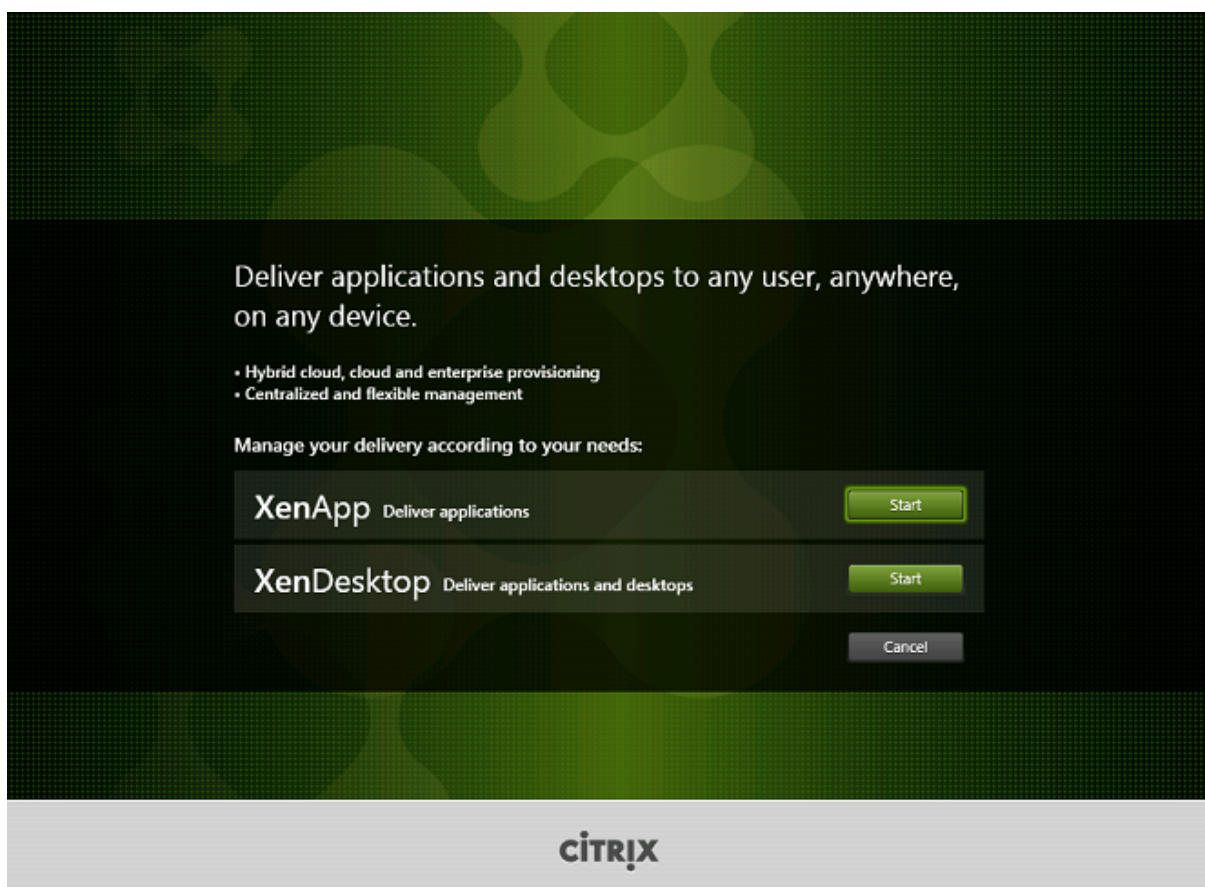 Deliver applications and desktops to any user, anywhere,
on any device.
• Hybrid cloud, cloud and enterprise provisioning
• Centralized and flexible management
Manage your delivery according to your needs:
XenApp Deliver applications Start
XenDesktop Deliver applications and desktops Start
Cancel
CITRIX